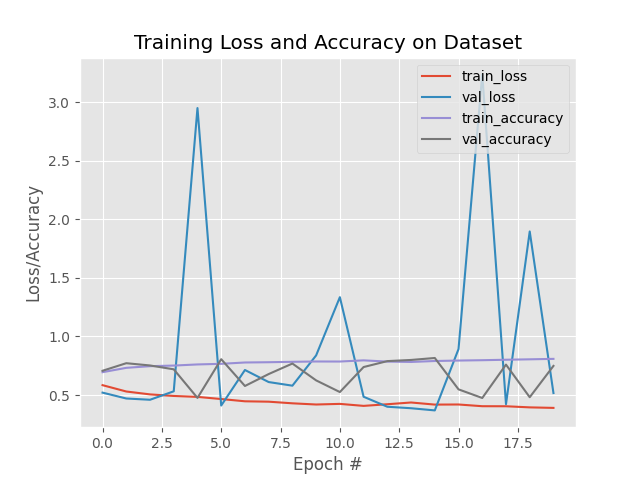 Training Loss and Accuracy on Dataset
train_loss
val_loss
train_accuracy
val_accuracy
Loss/Accuracy
3.0
2.5
2.0
1.5
1.0
0.5
0.0 2.5 5.0 7.5 10.0 12.5 15.0 17.5
Epoch #